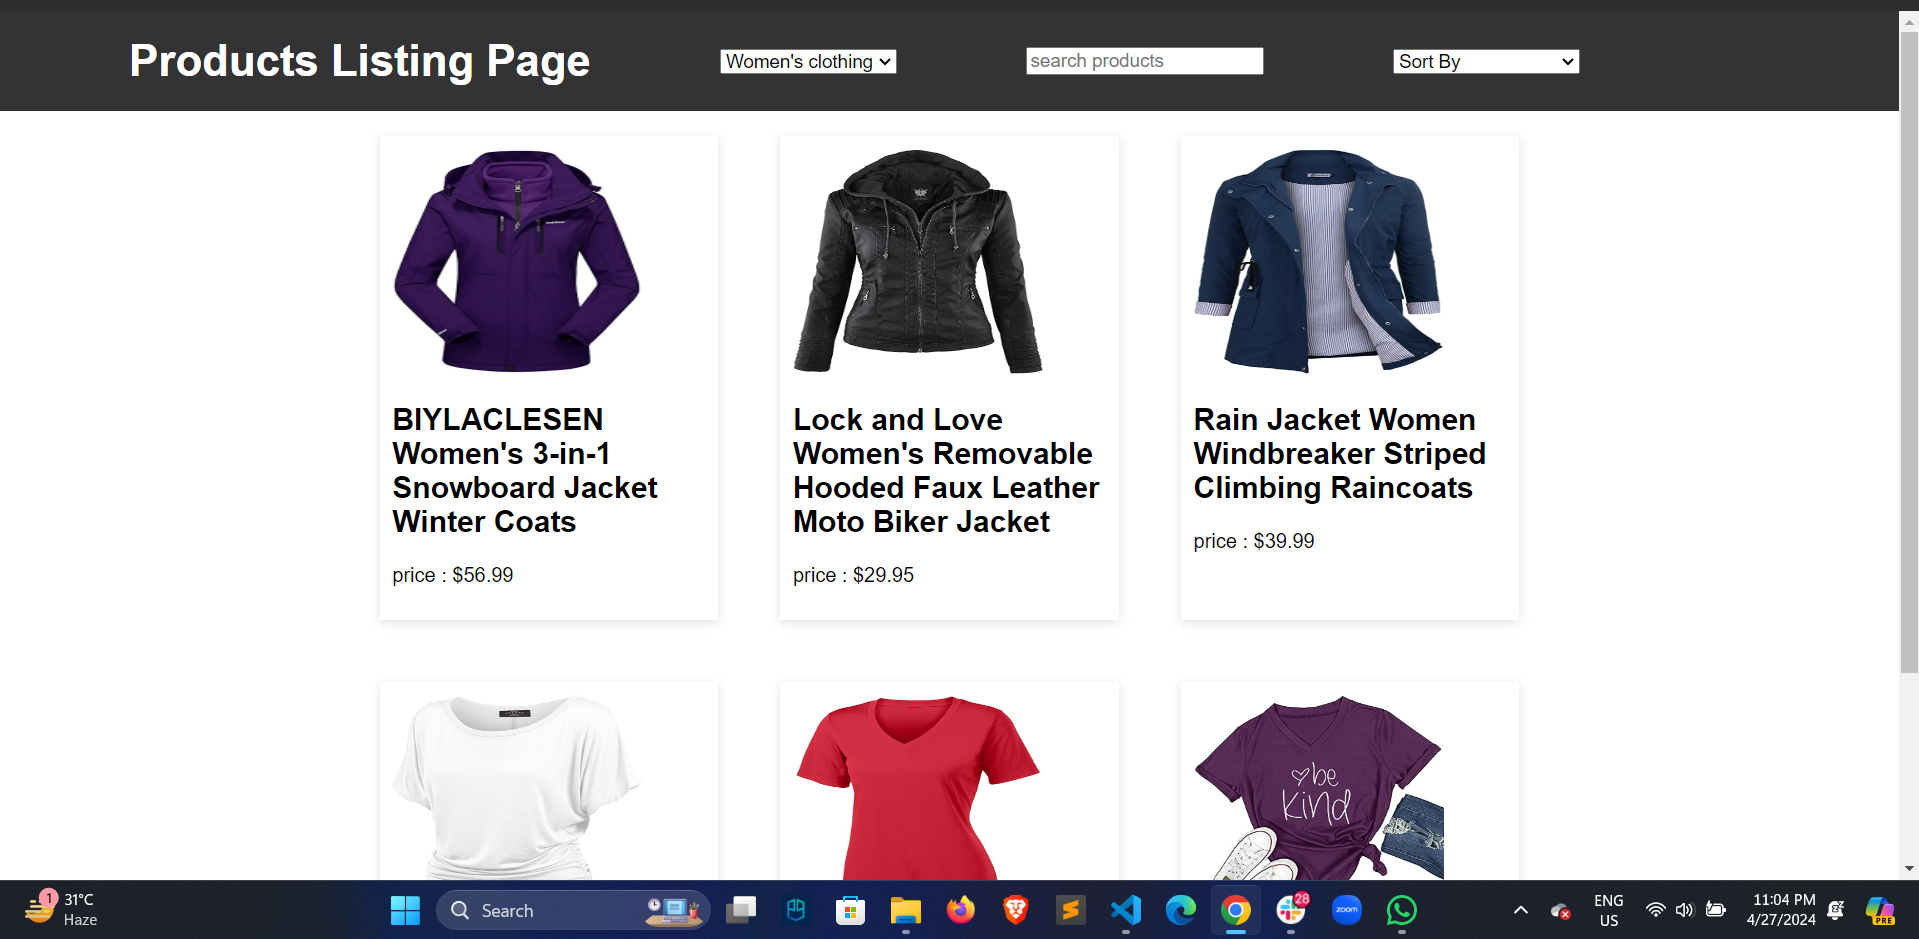 Products Listing Page
Women's clothing
search products
Sort By
BIYLACLESEN
Women's 3-in-1
Snowboard Jacket
Winter Coats
price : $56.99
Lock and Love
Women's Removable
Hooded Faux Leather
Moto Biker Jacket
price : $29.95
Rain Jacket Women
Windbreaker Striped
Climbing Raincoats
price : $39.99
be
kind
1
31°C
Haze
Search
28
zoom
ENG
US
11:04 PM
4/27/2024
PRE